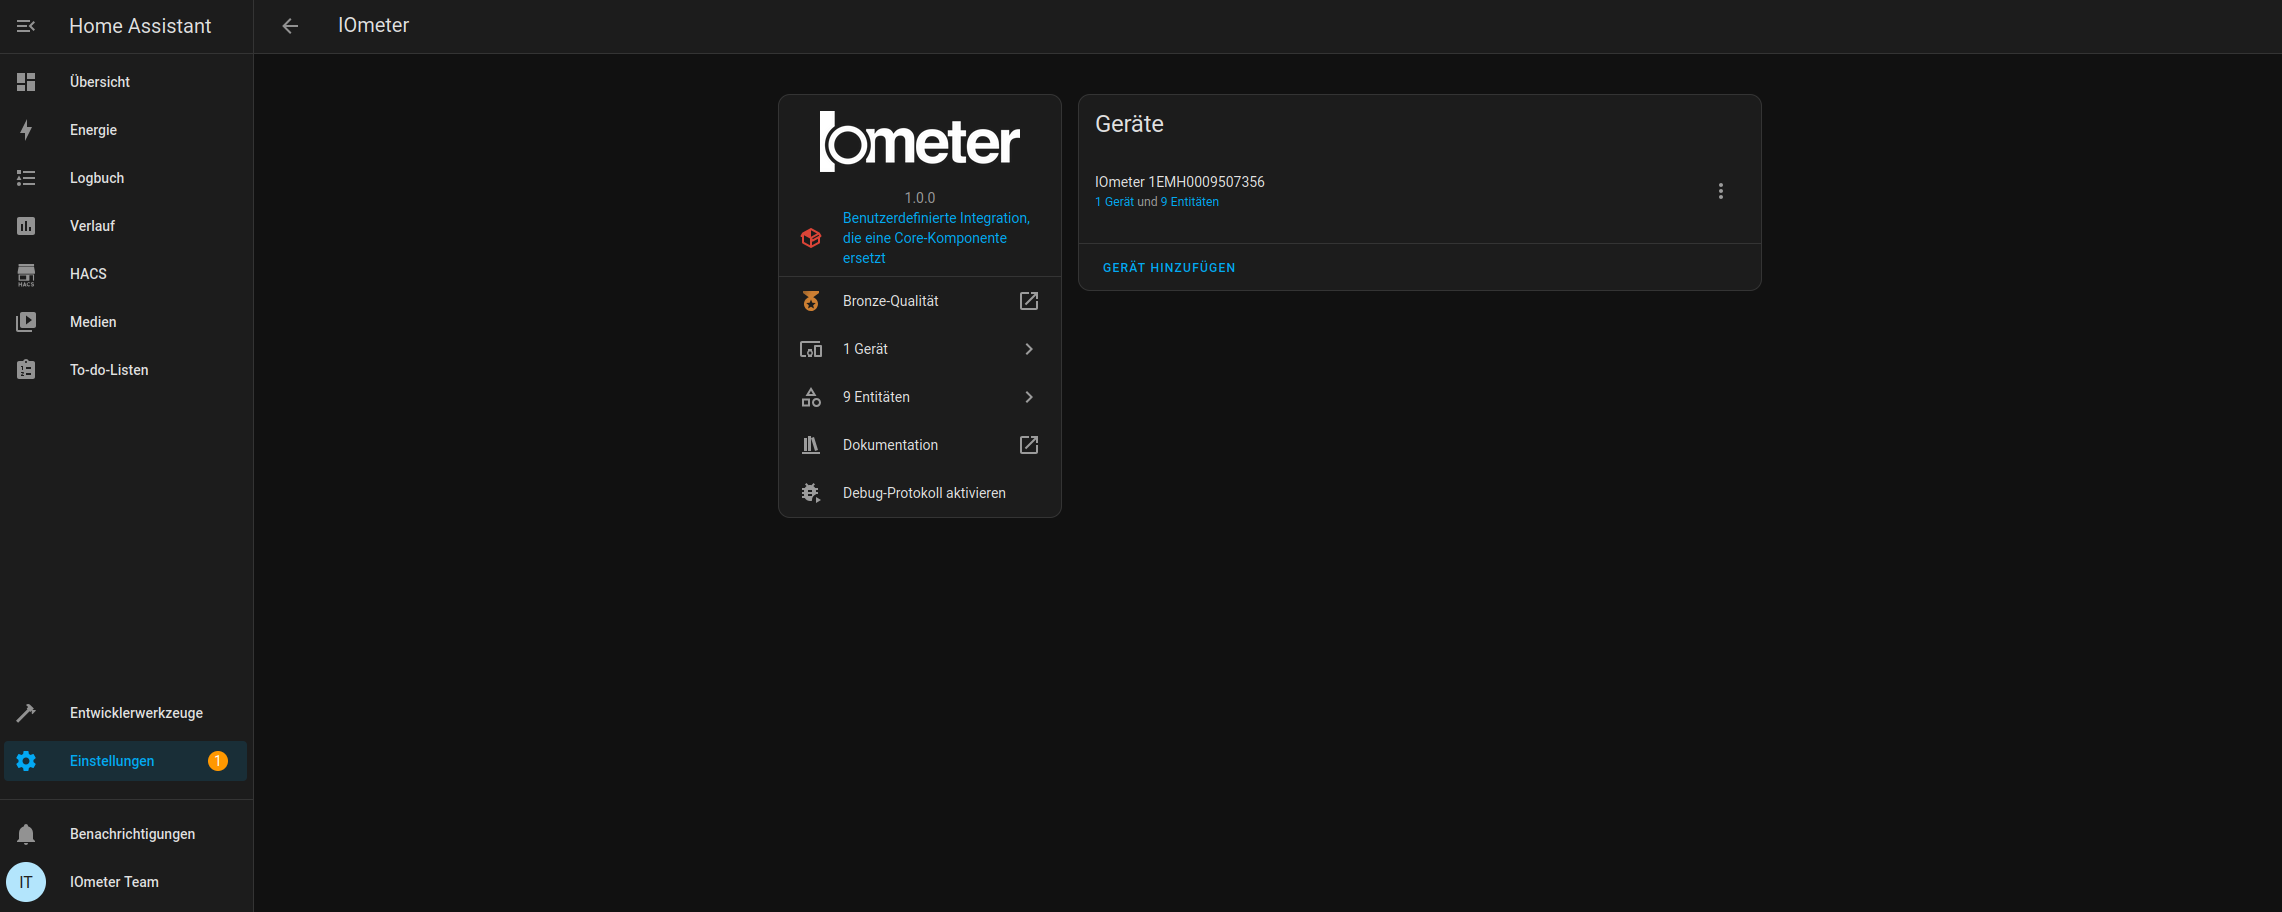 Home Assistant
IOmeter
Übersicht
Energie
Logbuch
Verlauf
HACS
HACS
Medien
To-do-Listen
Entwicklerwerkzeuge
Einstellungen
1
Benachrichtigungen
IT
IOmeter Team
IOmeter
1.0.0
Benutzerdefinierte Integration,
die eine Core-Komponente
ersetzt
Bronze-Qualität
1 Gerät
9 Entitäten
Dokumentation
Debug-Protokoll aktivieren
Geräte
IOmeter 1EMH0009507356
1 Gerät und 9 Entitäten
GERÄT HINZUFÜGEN